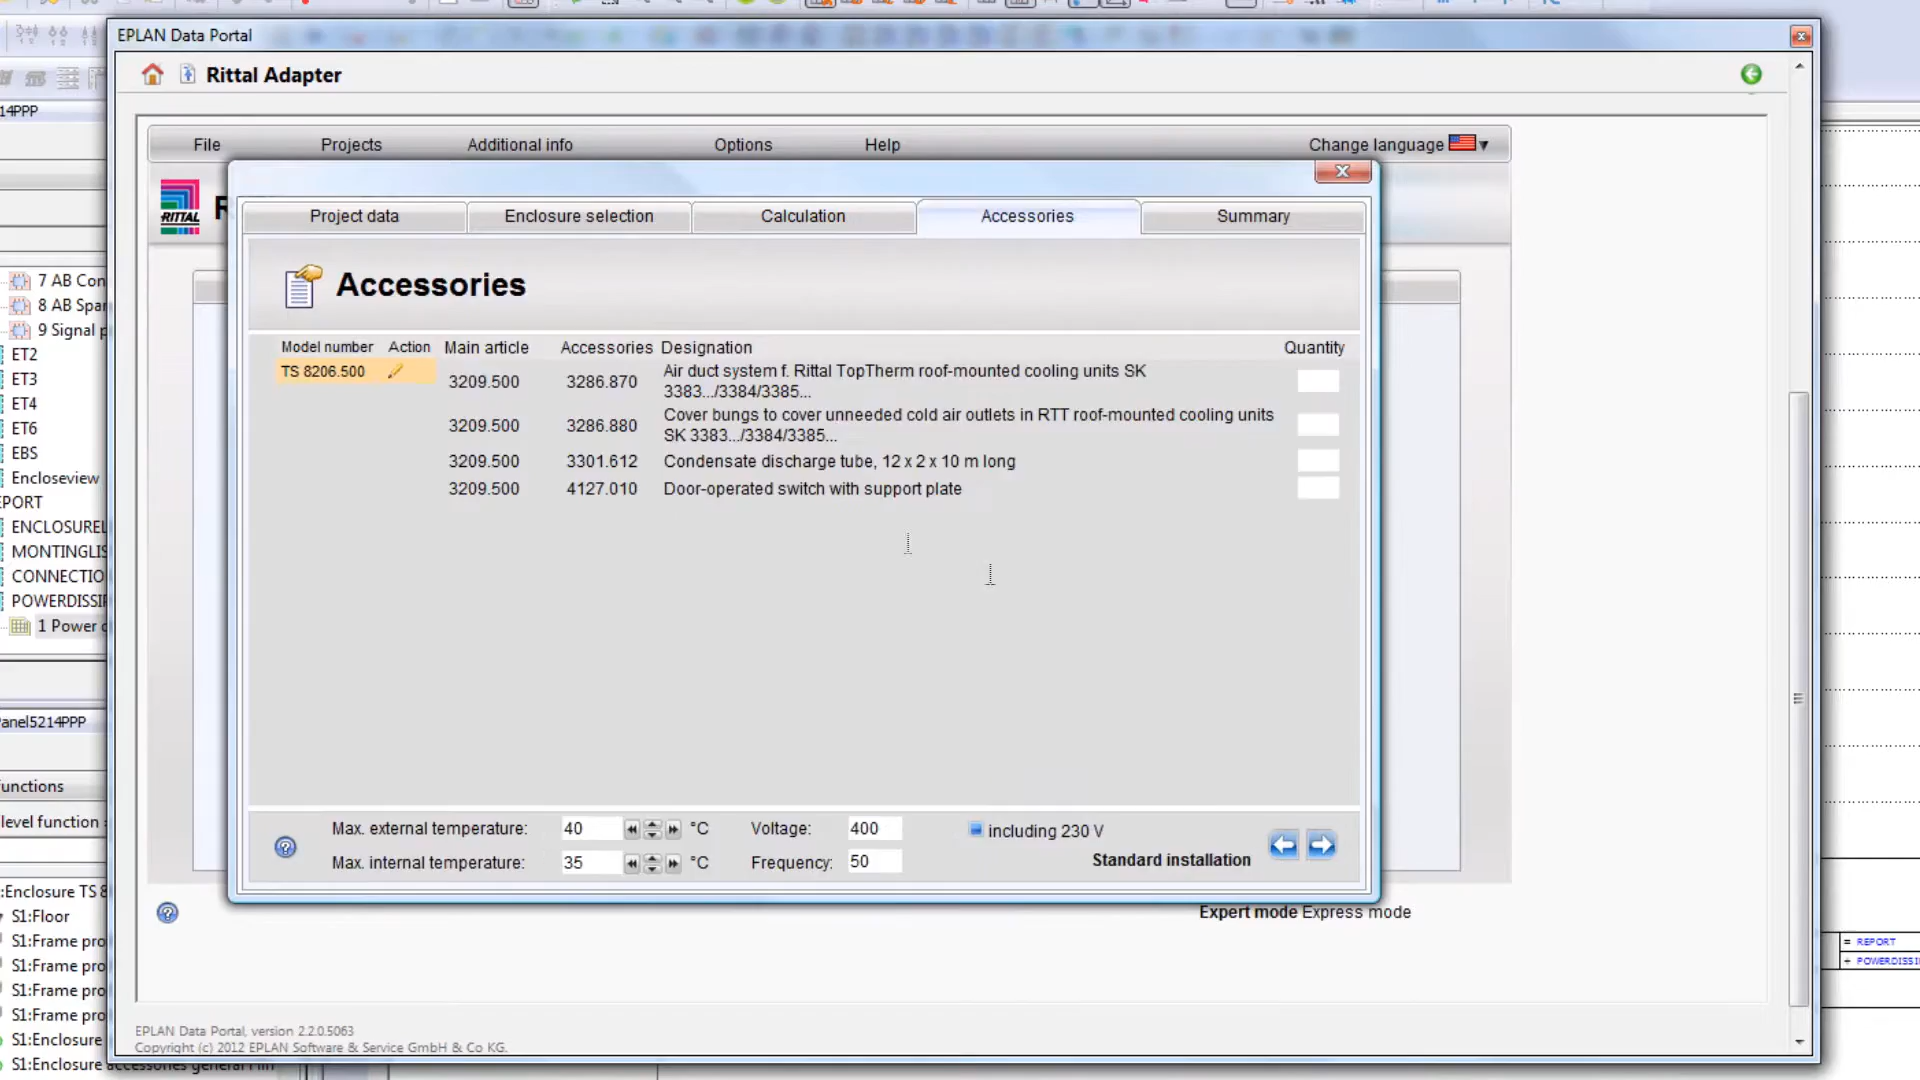 EPLAN Data Portal
14PPP
Rittal Adapter
File Projects Additional info Options Help Change language
RITTAL
Project data Enclosure selection Calculation Accessories Summary
Accessories
Model number Action Main article Accessories Designation Quantity
TS 8206.500 3209.500 3286.870 Air duct system f. Rittal TopTherm roof-mounted cooling units SK
3383.../3384/3385...
3209.500 3286.880 Cover bungs to cover unneeded cold air outlets in RTT roof-mounted cooling units
SK 3383.../3384/3385...
3209.500 3301.612 Condensate discharge tube, 12 x 2 x 10 m long
3209.500 4127.010 Door-operated switch with support plate
Max. external temperature: 40 °C Voltage: 400 including 230 V
Max. internal temperature: 35 °C Frequency: 50 Standard installation
Expert mode Express mode
EPLAN Data Portal, version 2.2.0.5063
Copyright (c) 2012 EPLAN Software & Service GmbH & Co KG.
7 AB Con
8 AB Spar
9 Signal p
ET2
ET3
ET4
ET6
EBS
Encloseview
EPORT
ENCLOSUREL
MONTINGLIS
CONNECTIO
POWERDISSIP
1 Power
anel5214PPP
unctions
level function
:Enclosure TS 8
S1:Floor
S1:Frame pro
S1:Frame pro
S1:Frame pro
S1:Frame pro
S1:Enclosure
S1:Enclosure accessories general
= REPORT
+ POWERDISSI